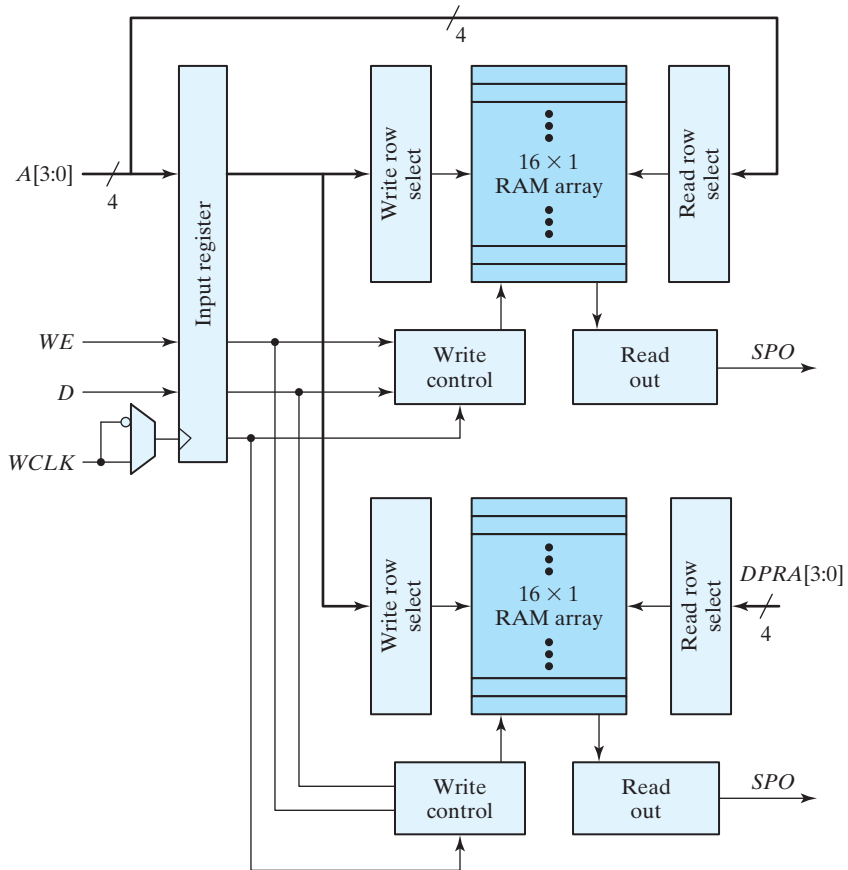 4
A[3:0]
4
Input register
Write row
select
16 × 1
RAM array
Read row
select
WE
D
WCLK
Write
control
Read
out
SPO
Write row
select
16 × 1
RAM array
Read row
select
DPRA[3:0]
4
Write
control
Read
out
SPO